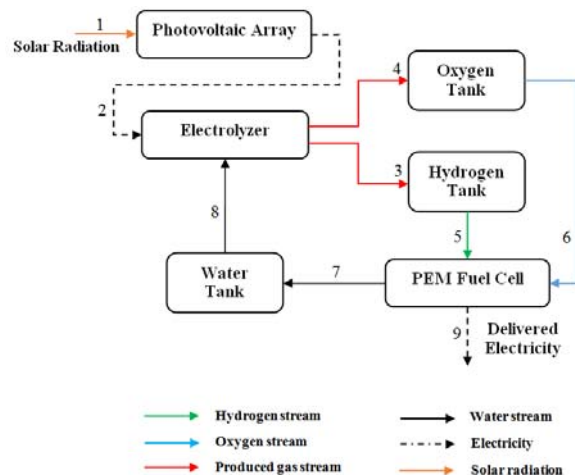 1
Solar Radiation
Photovoltaic Array
2
Electrolyzer
4
Oxygen
Tank
3
Hydrogen
Tank
8
5
6
Water
Tank
7
PEM Fuel Cell
9
Delivered
Electricity
Hydrogen stream
Oxygen stream
Produced gas stream
Water stream
Electricity
Solar radiation